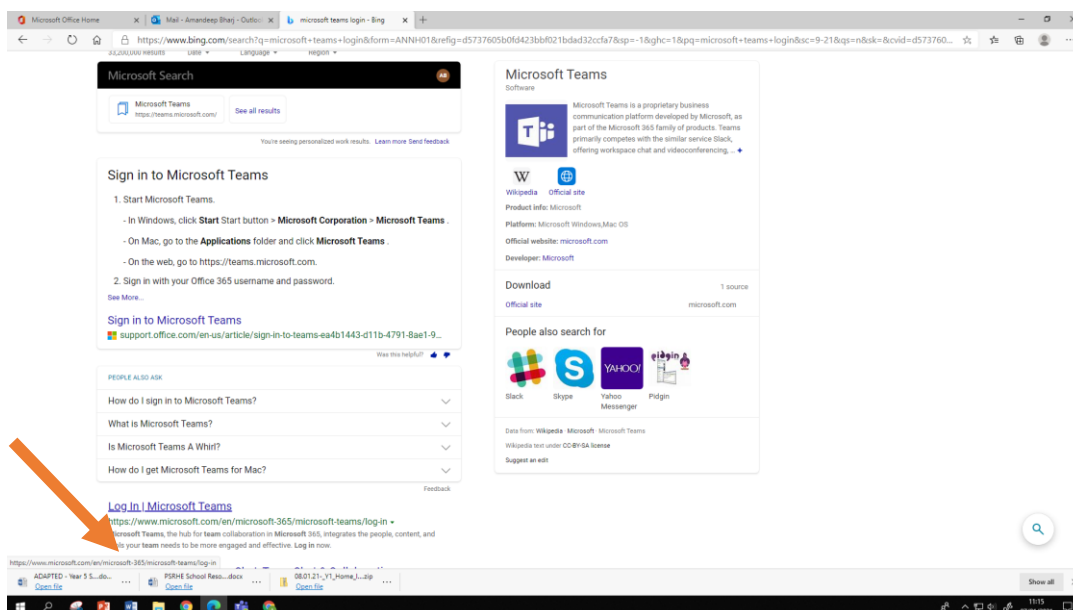 Microsoft Office Home
Mail - Amandeep Bharj - Outloo
microsoft teams login - Bing
https://www.bing.com/search?q=microsoft+teams+login&form=ANNH01&refig=d5737605b0fd423bbf021bdad32ccfa7&sp=-1&ghc=1&pq=microsoft+teams+login&sc=9-21&qs=n&sk=&cvid=d573760...
33,200,000 Results Date Language Region
Microsoft Search
AB
Microsoft Teams
https://teams.microsoft.com/
See all results
You're seeing personalized work results. Learn more Send feedback
Sign in to Microsoft Teams
1. Start Microsoft Teams.
- In Windows, click Start Start button > Microsoft Corporation > Microsoft Teams .
- On Mac, go to the Applications folder and click Microsoft Teams .
- On the web, go to https://teams.microsoft.com.
2. Sign in with your Office 365 username and password.
See More...
Sign in to Microsoft Teams
support.office.com/en-us/article/sign-in-to-teams-ea4b1443-d11b-4791-8ae1-9...
Was this helpful?
PEOPLE ALSO ASK
How do I sign in to Microsoft Teams?
What is Microsoft Teams?
Is Microsoft Teams A Whirl?
How do I get Microsoft Teams for Mac?
Feedback
Log In | Microsoft Teams
https://www.microsoft.com/en/microsoft-365/microsoft-teams/log-in
Microsoft Teams, the hub for team collaboration in Microsoft 365, integrates the people, content, and
your team needs to be more engaged and effective. Log in now.
Microsoft Teams
Software
T
Microsoft Teams is a proprietary business
communication platform developed by Microsoft, as
part of the Microsoft 365 family of products. Teams
primarily competes with the similar service Slack,
offering workspace chat and videoconferencing, ...
W
Wikipedia Official site
Product info: Microsoft
Platform: Microsoft Windows,Mac OS
Official website: microsoft.com
Developer: Microsoft
Download 1 source
Official site microsoft.com
People also search for
S
YAHOO!
pidgin
Slack Skype Yahoo Messenger Pidgin
Data from: Wikipedia · Microsoft · Microsoft Teams
Wikipedia text under CC-BY-SA license
Suggest an edit
https://www.microsoft.com/en/microsoft-365/microsoft-teams/log-in
ADAPTED - Year 5 S....do...
Open file
PSRHE School Reso....docx
Open file
08.01.21-_Y1_Home_l....zip
Open file
Show all
11:15